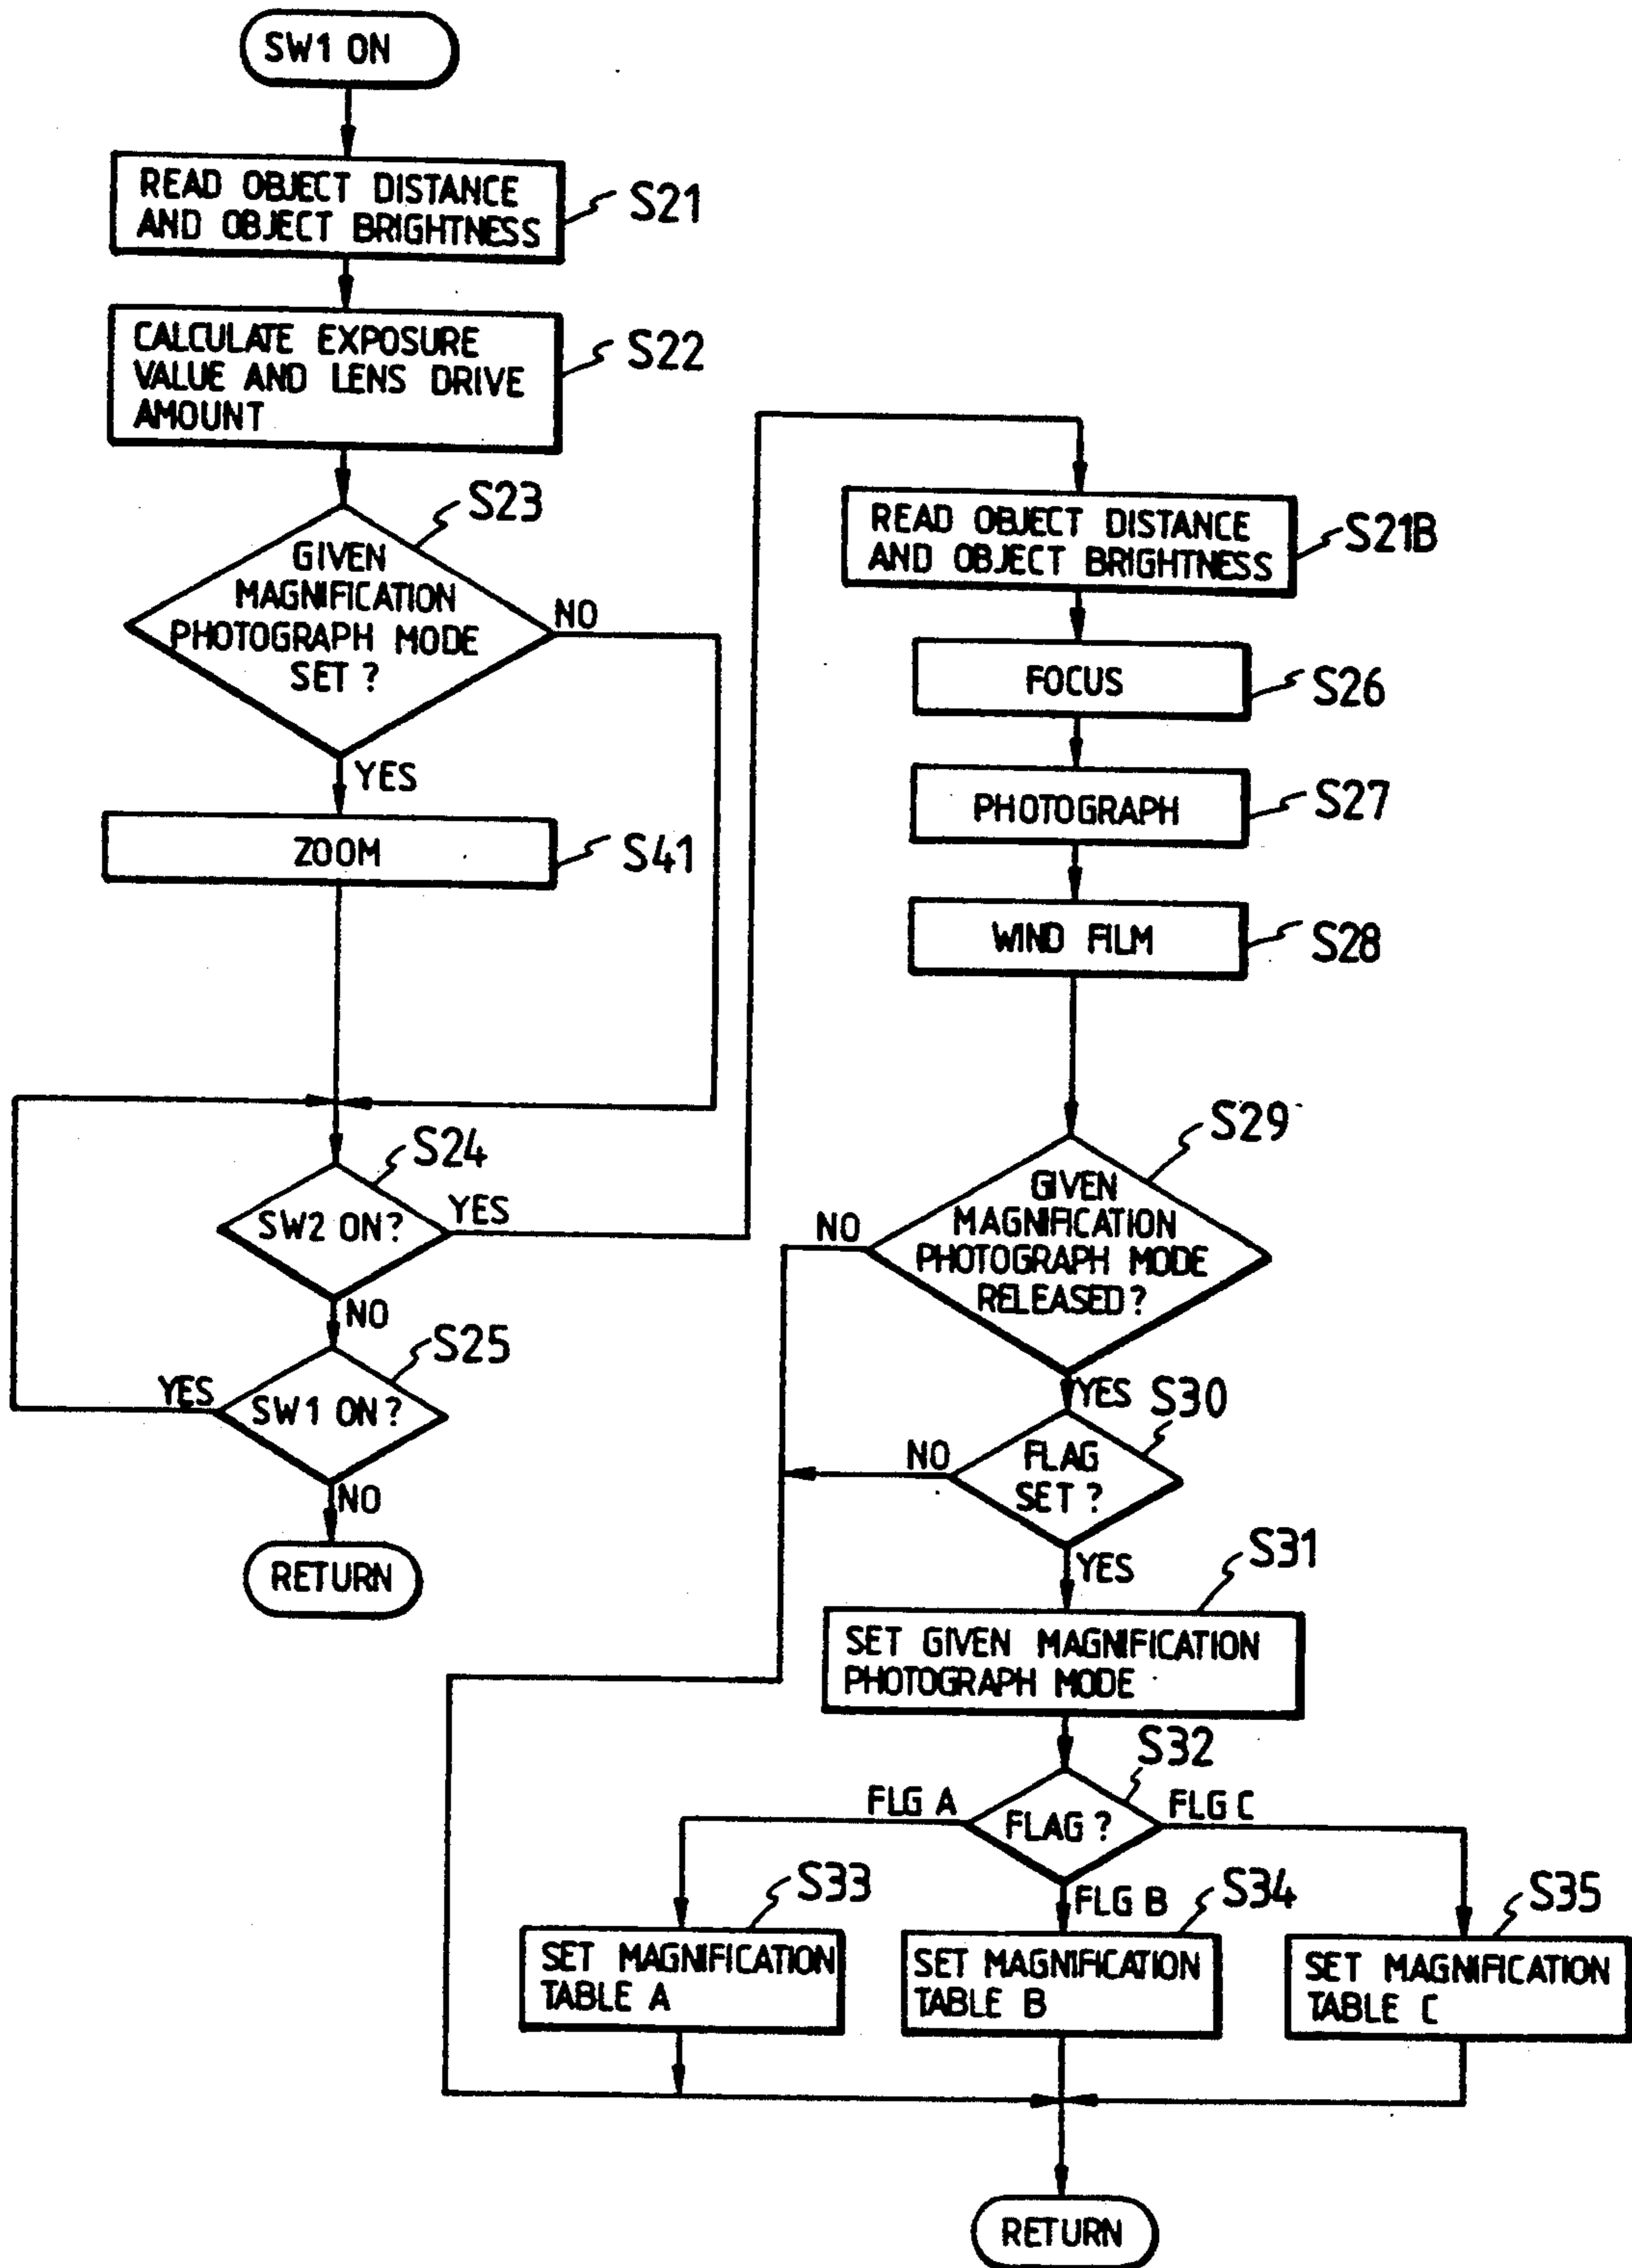 SW1 ON
READ OBJECT DISTANCE
AND OBJECT BRIGHTNESS
S21
CALCULATE EXPOSURE
VALUE AND LENS DRIVE
AMOUNT
S22
S23
GIVEN
MAGNIFICATION
PHOTOGRAPH MODE
SET ?
NO
YES
ZOOM
S41
S24
SW2 ON?
YES
NO
S25
SW1 ON?
YES
NO
RETURN
READ OBJECT DISTANCE
AND OBJECT BRIGHTNESS
S21B
FOCUS
S26
PHOTOGRAPH
S27
WIND FILM
S28
S29
GIVEN
MAGNIFICATION
PHOTOGRAPH MODE
RELEASED ?
NO
YES
S30
FLAG
SET ?
NO
YES
S31
SET GIVEN MAGNIFICATION
PHOTOGRAPH MODE
S32
FLAG ?
FLG A
FLG B
FLG C
S33
SET MAGNIFICATION
TABLE A
S34
SET MAGNIFICATION
TABLE B
S35
SET MAGNIFICATION
TABLE C
RETURN